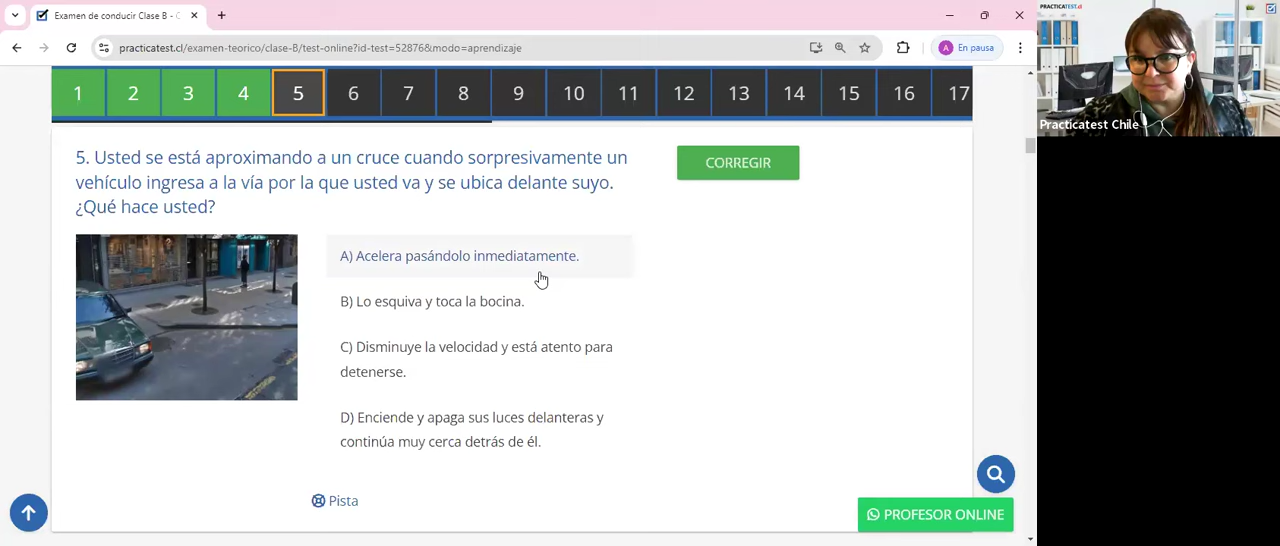 Examen de conducir Clase B - C
practicatest.cl/examen-teorico/clase-B/test-online?id-test=52876&modo=aprendizaje
A En pausa
PRACTICATEST.cl
Practicatest Chile
1 2 3 4 5 6 7 8 9 10 11 12 13 14 15 16 17
5. Usted se está aproximando a un cruce cuando sorpresivamente un
vehículo ingresa a la vía por la que usted va y se ubica delante suyo.
¿Qué hace usted?
CORREGIR
A) Acelera pasándolo inmediatamente.
B) Lo esquiva y toca la bocina.
C) Disminuye la velocidad y está atento para
detenerse.
D) Enciende y apaga sus luces delanteras y
continúa muy cerca detrás de él.
Pista
PROFESOR ONLINE